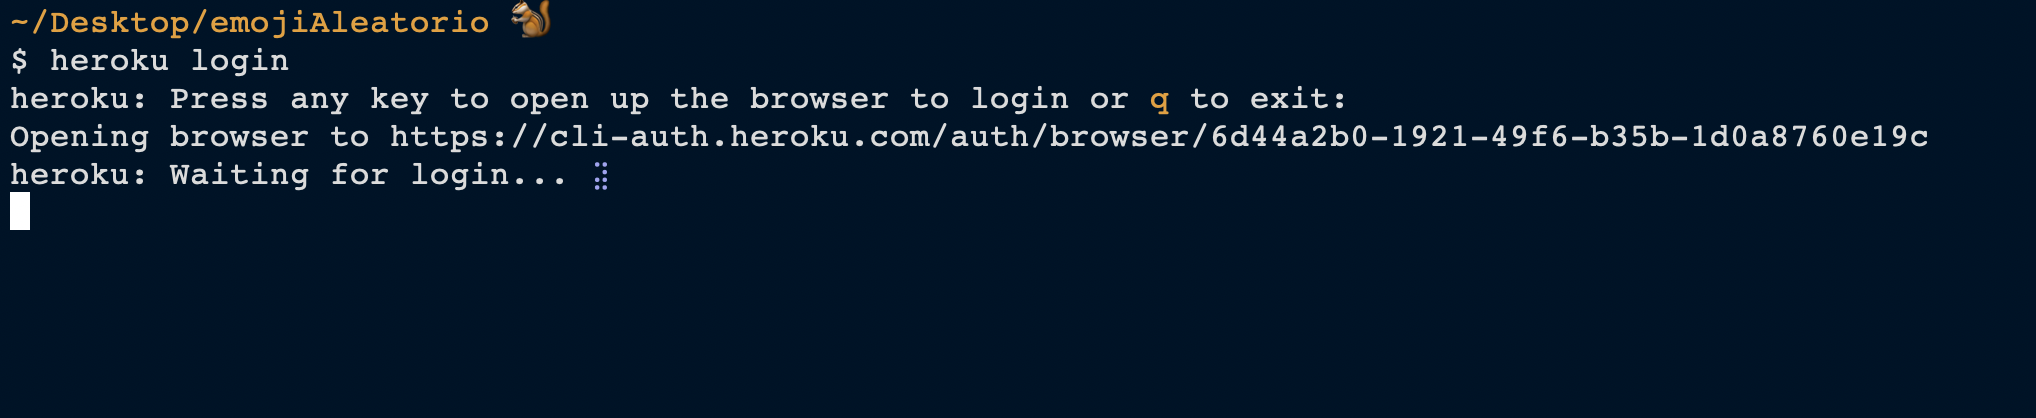 ~/Desktop/emojiAleatorio 🐿️
$ heroku login
heroku: Press any key to open up the browser to login or q to exit:
Opening browser to https://cli-auth.heroku.com/auth/browser/6d44a2b0-1921-49f6-b35b-1d0a8760e19c
heroku: Waiting for login... ⣻